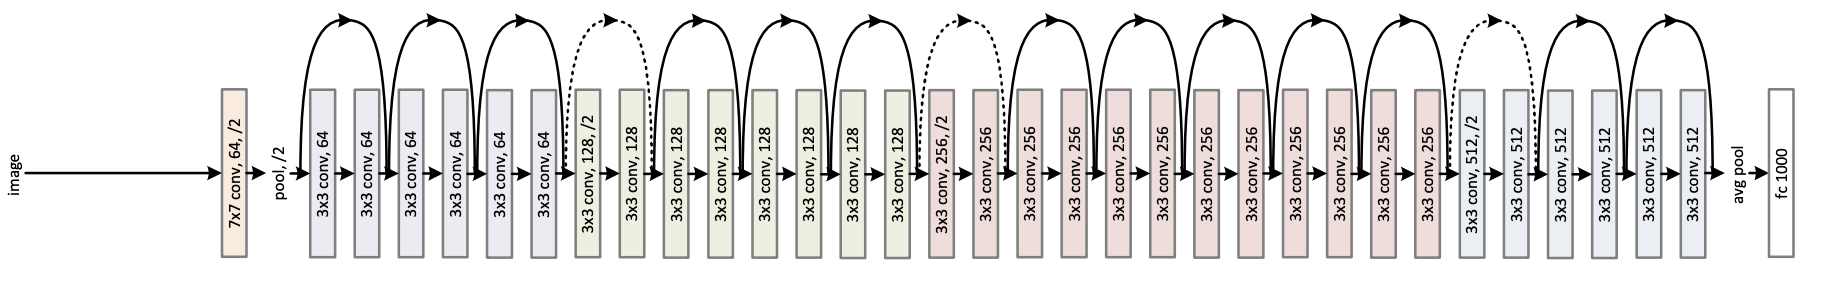 image
7x7 conv, 64, /2
pool, /2
3x3 conv, 64
3x3 conv, 64
3x3 conv, 64
3x3 conv, 64
3x3 conv, 64
3x3 conv, 64
3x3 conv, 128, /2
3x3 conv, 128
3x3 conv, 128
3x3 conv, 128
3x3 conv, 128
3x3 conv, 128
3x3 conv, 128
3x3 conv, 128
3x3 conv, 256, /2
3x3 conv, 256
3x3 conv, 256
3x3 conv, 256
3x3 conv, 256
3x3 conv, 256
3x3 conv, 256
3x3 conv, 256
3x3 conv, 256
3x3 conv, 256
3x3 conv, 256
3x3 conv, 256
3x3 conv, 512, /2
3x3 conv, 512
3x3 conv, 512
3x3 conv, 512
3x3 conv, 512
3x3 conv, 512
avg pool
fc 1000